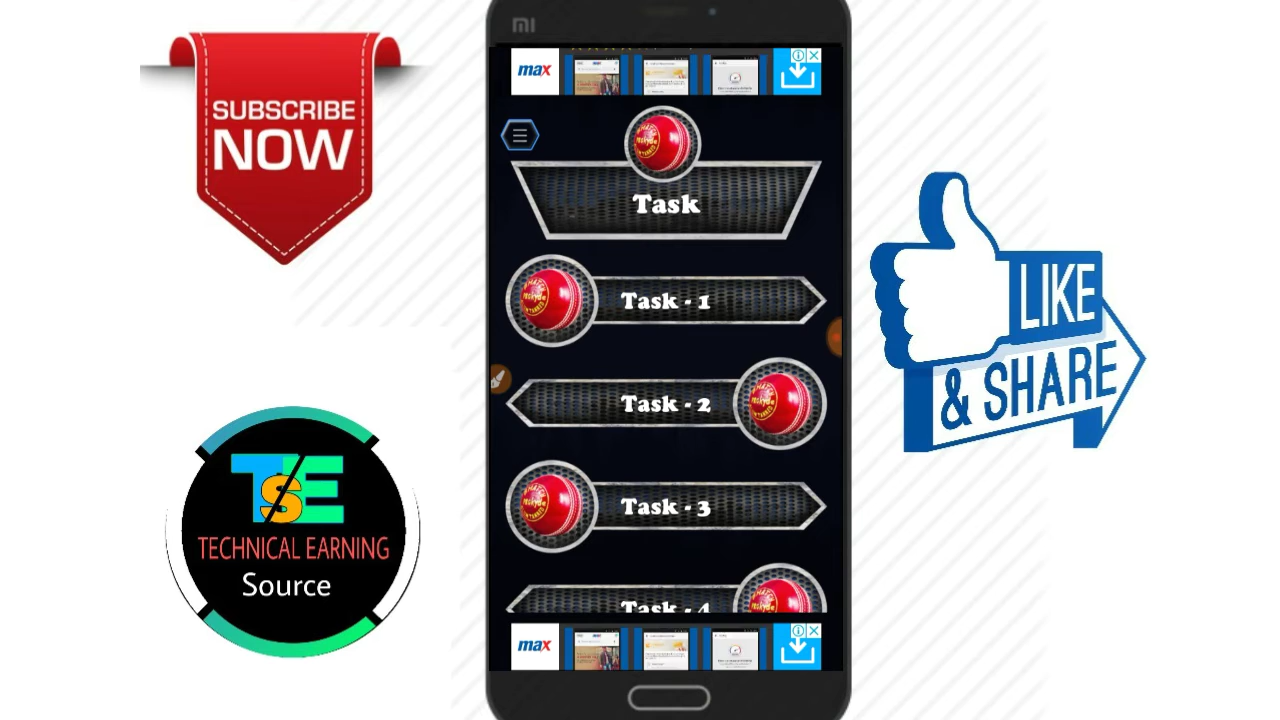 SUBSCRIBE
NOW
TSE
TECHNICAL EARNING
Source
MI
max
Task
Task - 1
Task - 2
Task - 3
Task - 4
max
LIKE
& SHARE